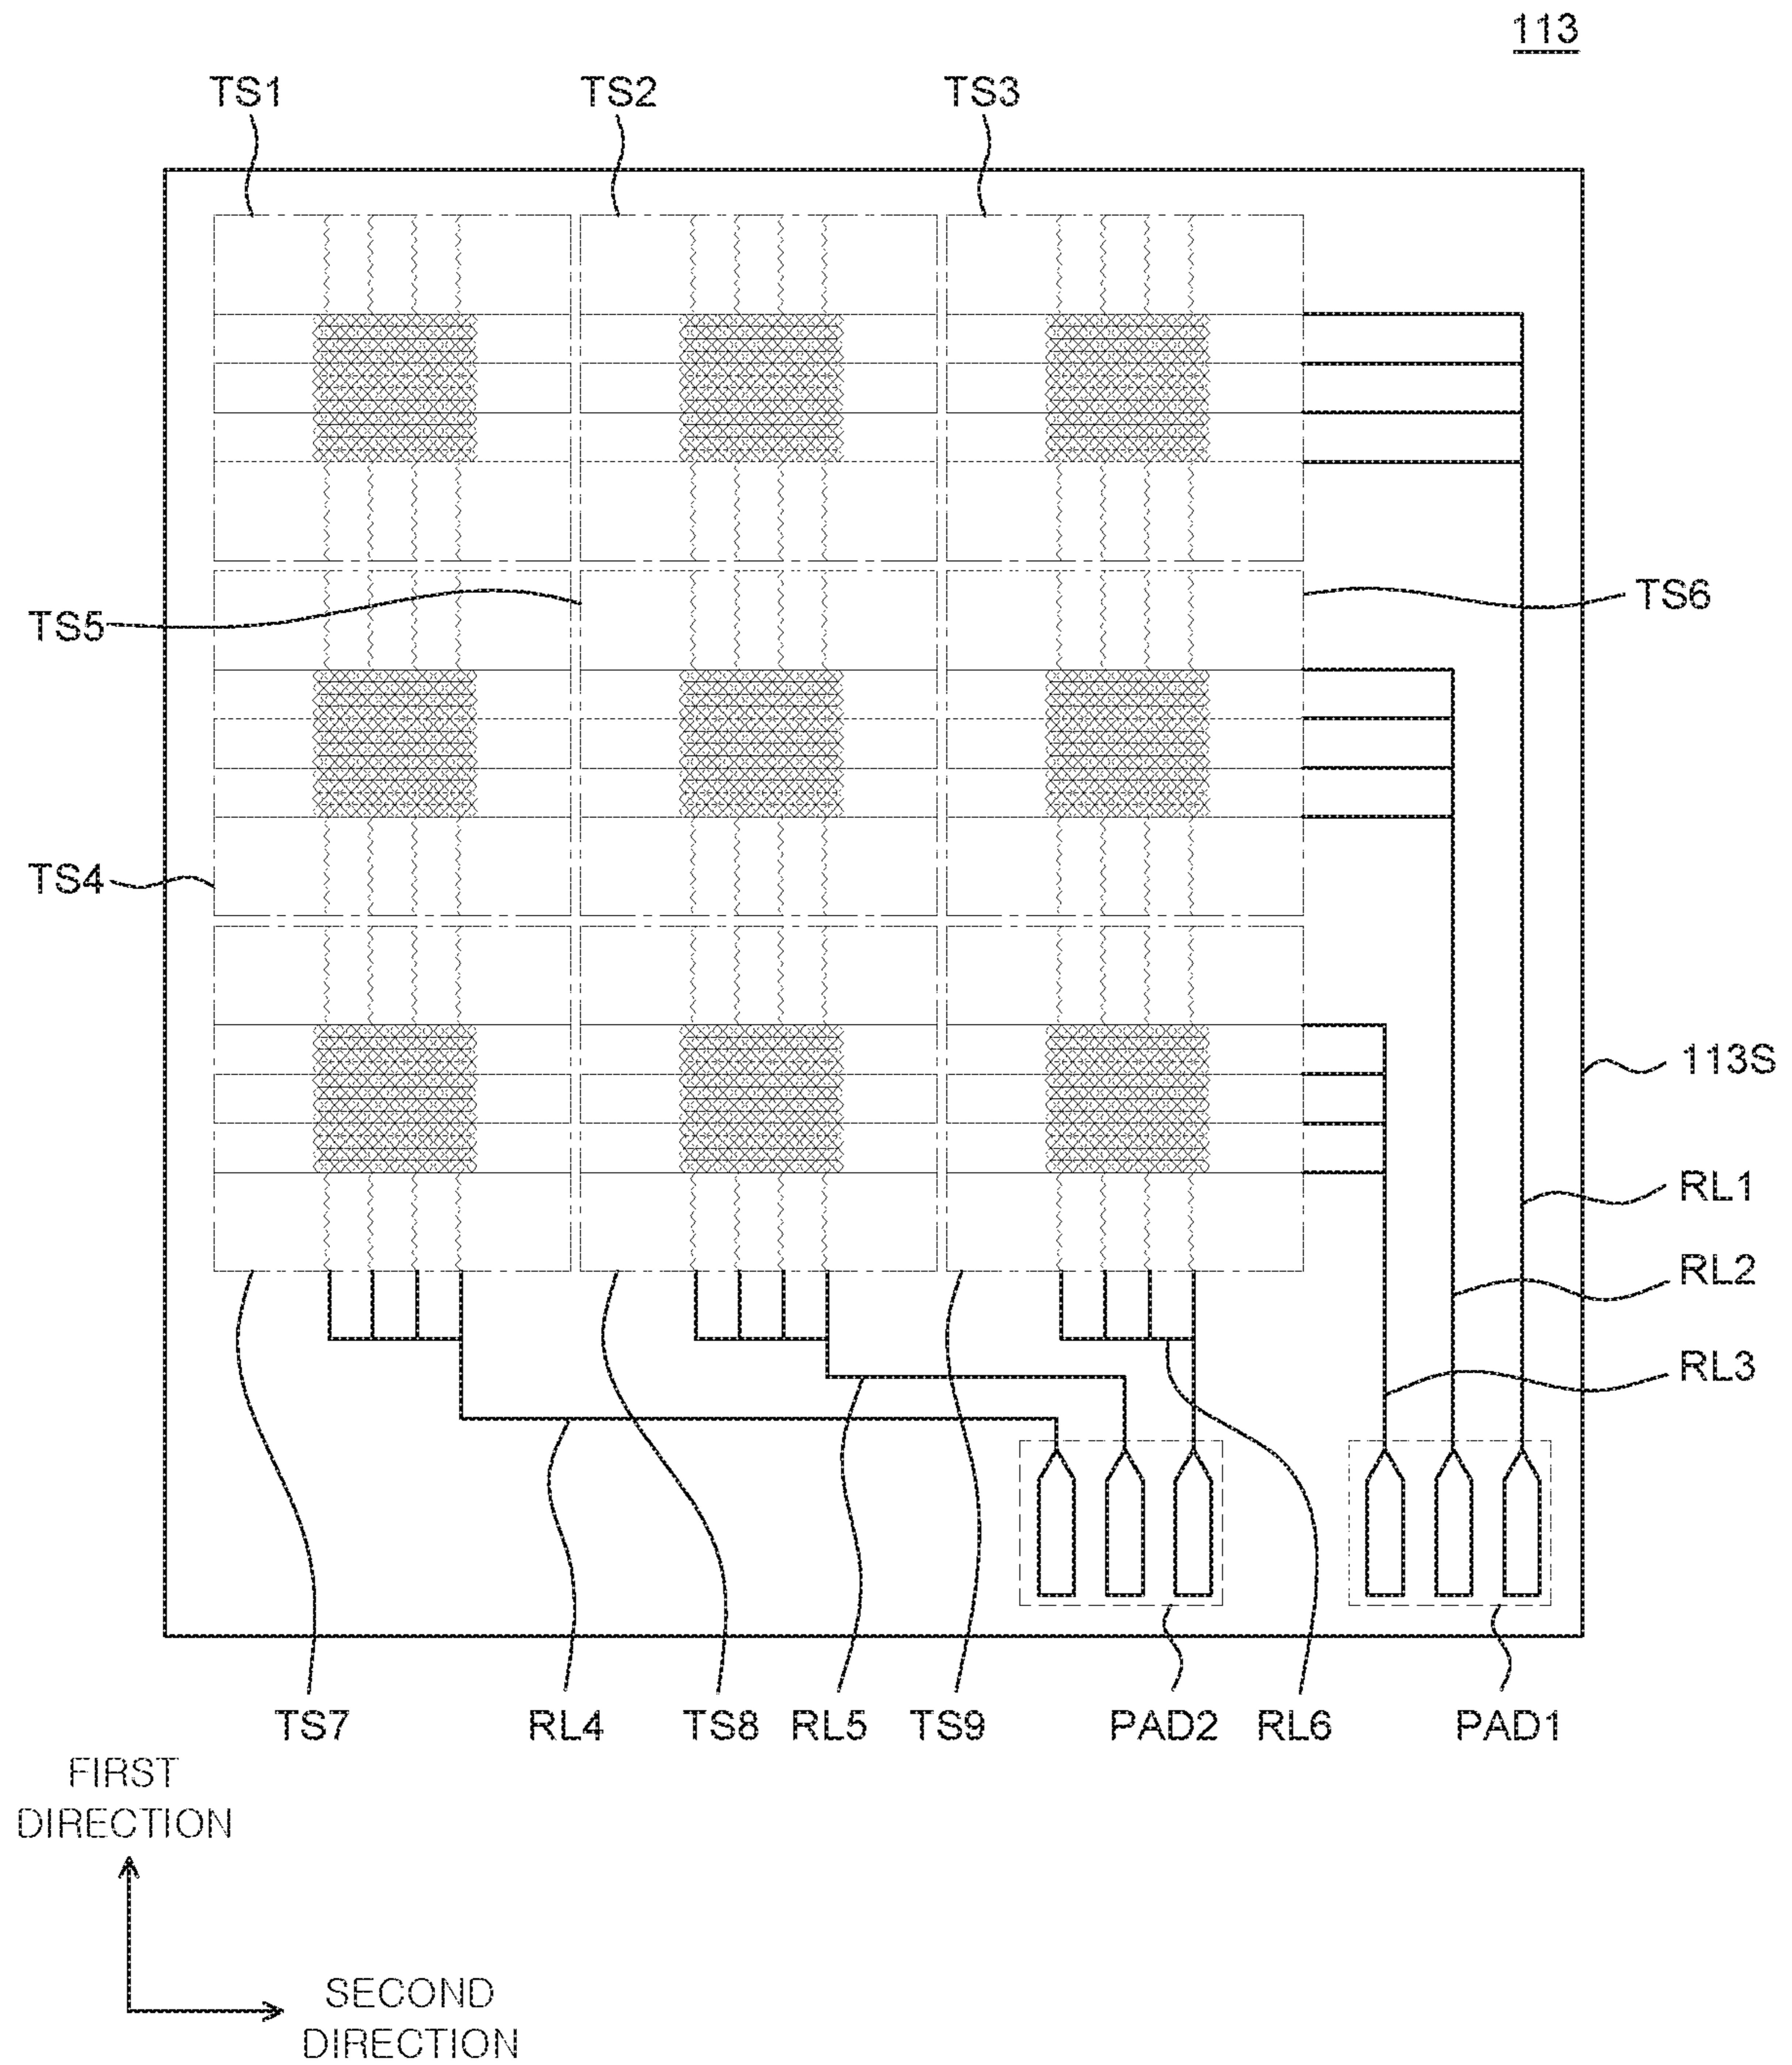 113
TS1
TS2
TS3
TS5
TS6
TS4
113S
RL1
RL2
RL3
TS7
RL4
TS8
RL5
TS9
PAD2
RL6
PAD1
FIRST
DIRECTION
SECOND
DIRECTION